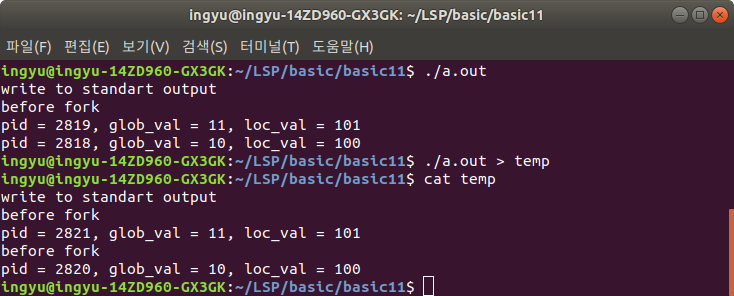 ingyu@ingyu-14ZD960-GX3GK: ~/LSP/basic/basic11
파일(F) 편집(E) 보기(V) 검색(S) 터미널(T) 도움말(H)
ingyu@ingyu-14ZD960-GX3GK:~/LSP/basic/basic11$ ./a.out
write to standart output
before fork
pid = 2819, glob_val = 11, loc_val = 101
pid = 2818, glob_val = 10, loc_val = 100
ingyu@ingyu-14ZD960-GX3GK:~/LSP/basic/basic11$ ./a.out > temp
ingyu@ingyu-14ZD960-GX3GK:~/LSP/basic/basic11$ cat temp
write to standart output
before fork
pid = 2821, glob_val = 11, loc_val = 101
before fork
pid = 2820, glob_val = 10, loc_val = 100
ingyu@ingyu-14ZD960-GX3GK:~/LSP/basic/basic11$